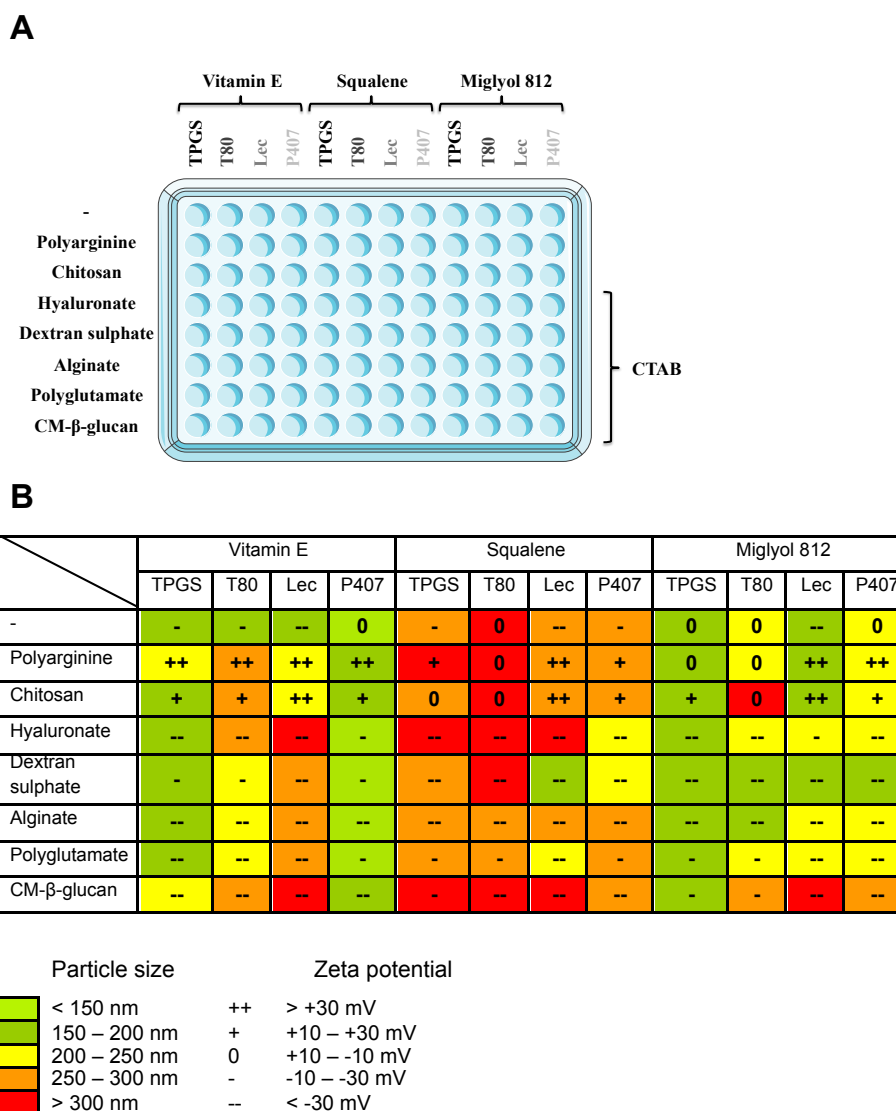 A
Vitamin E Squalene Miglyol 812
TPGS T80 Lec P407 TPGS T80 Lec P407 TPGS T80 Lec P407
-
Polyarginine
Chitosan
Hyaluronate
Dextran sulphate
Alginate
Polyglutamate
CM-β-glucan
CTAB
B
Vitamin E Squalene Miglyol 812
TPGS T80 Lec P407 TPGS T80 Lec P407 TPGS T80 Lec P407
- - - -- 0 - 0 -- - 0 0 -- 0
Polyarginine ++ ++ ++ ++ + 0 ++ + 0 0 ++ ++
Chitosan + + ++ + 0 0 ++ + + 0 ++ +
Hyaluronate -- -- -- - -- -- -- -- -- -- - --
Dextran
sulphate - - -- - -- -- -- -- -- -- -- --
Alginate -- -- -- -- -- -- -- -- -- -- -- --
Polyglutamate -- -- -- - - - -- - - - -- --
CM-β-glucan -- -- -- -- - -- -- -- - - -- --
Particle size Zeta potential
< 150 nm ++ > +30 mV
150 – 200 nm + +10 – +30 mV
200 – 250 nm 0 +10 – -10 mV
250 – 300 nm - -10 – -30 mV
> 300 nm -- < -30 mV